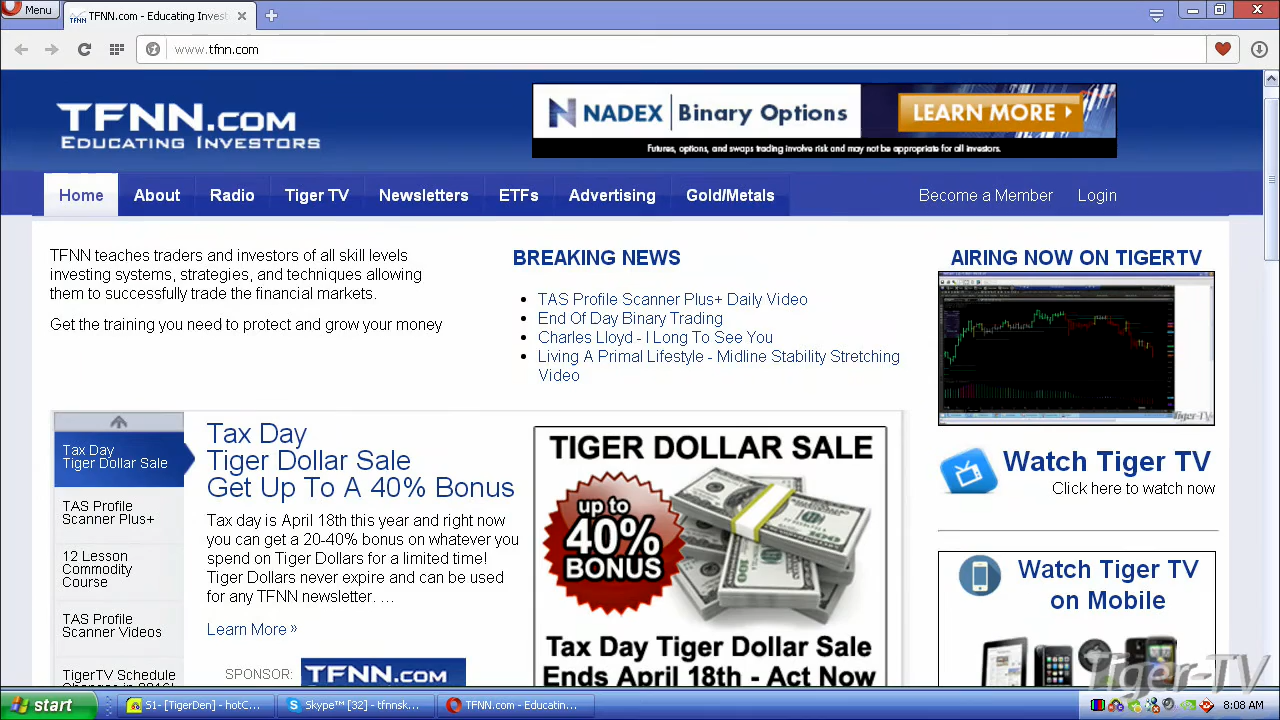 Menu
TFNN.com - Educating Invest
www.tfnn.com
TFNN.COM
EDUCATING INVESTORS
NADEX Binary Options
LEARN MORE
Futures, options, and swaps trading involve risk and may not be appropriate for all investors.
Home About Radio Tiger TV Newsletters ETFs Advertising Gold/Metals Become a Member Login
TFNN teaches traders and investors of all skill levels
investing systems, strategies, and techniques allowing
them to successfully trade the financial markets.
Get the training you need to protect and grow your money
BREAKING NEWS
TAS Profile Scanner Plus+ Daily Video
End Of Day Binary Trading
Charles Lloyd - I Long To See You
Living A Primal Lifestyle - Midline Stability Stretching
Video
AIRING NOW ON TIGERTV
Tiger-TV
Watch Tiger TV
Click here to watch now
Watch Tiger TV
on Mobile
Tax Day
Tiger Dollar Sale
TAS Profile
Scanner Plus+
12 Lesson
Commodity
Course
TAS Profile
Scanner Videos
TigerTV Schedule
Tax Day
Tiger Dollar Sale
Get Up To A 40% Bonus
Tax day is April 18th this year and right now
you can get a 20-40% bonus on whatever you
spend on Tiger Dollars for a limited time!
Tiger Dollars never expire and can be used
for any TFNN newsletter. …
Learn More »
SPONSOR:
TFNN.COM
TIGER DOLLAR SALE
up to
40%
BONUS
Tax Day Tiger Dollar Sale
Ends April 18th - Act Now
Tiger-TV
start
S1- [TigerDen] - hotC...
Skype™ [32] - tfnn,k...
TFNN.com - Educatin...
8:08 AM